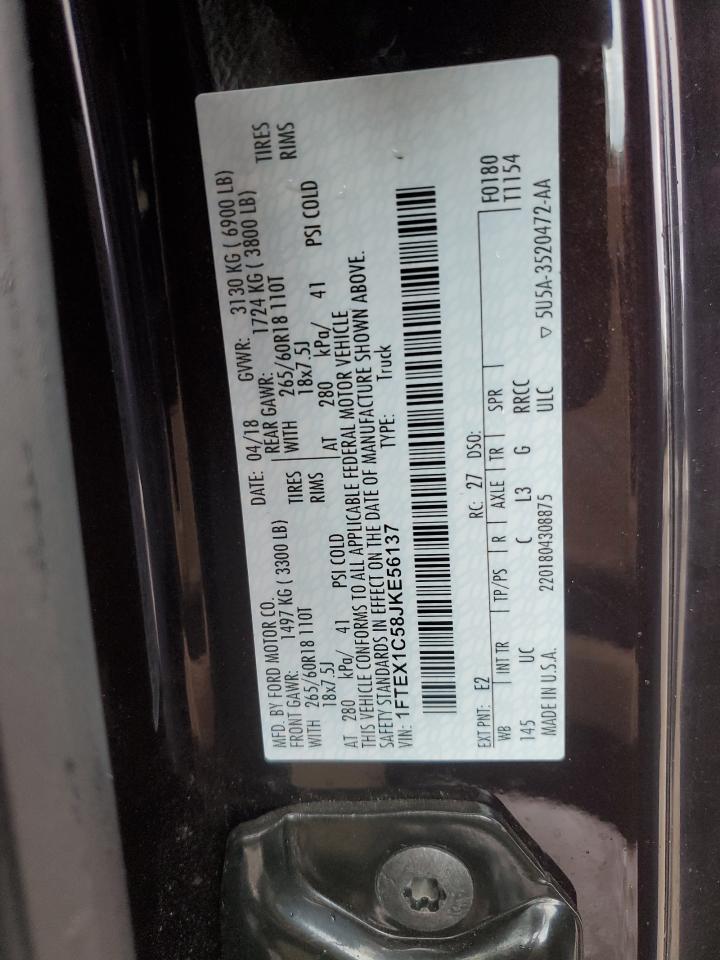 MFD. BY FORD MOTOR CO.
DATE: 04/18 GVWR: 3130 KG ( 6900 LB)
FRONT GAWR: 1497 KG ( 3300 LB) REAR GAWR: 1724 KG ( 3800 LB)
WITH 265/60R18 110T TIRES WITH 265/60R18 110T TIRES
18x7.5J RIMS 18x7.5J RIMS
AT 280 kPa/ 41 PSI COLD AT 280 kPa/ 41 PSI COLD
THIS VEHICLE CONFORMS TO ALL APPLICABLE FEDERAL MOTOR VEHICLE
SAFETY STANDARDS IN EFFECT ON THE DATE OF MANUFACTURE SHOWN ABOVE.
VIN: 1FTEX1C58JKE56137 TYPE: Truck
EXT PNT: E2 RC: 27 DSO: F0180
WB INT TR TP/PS R AXLE TR SPR T1154
145 UC C L3 G RRCC
MADE IN U.S.A. 2201804308875 ULC ▽ 5U5A-3520472-AA